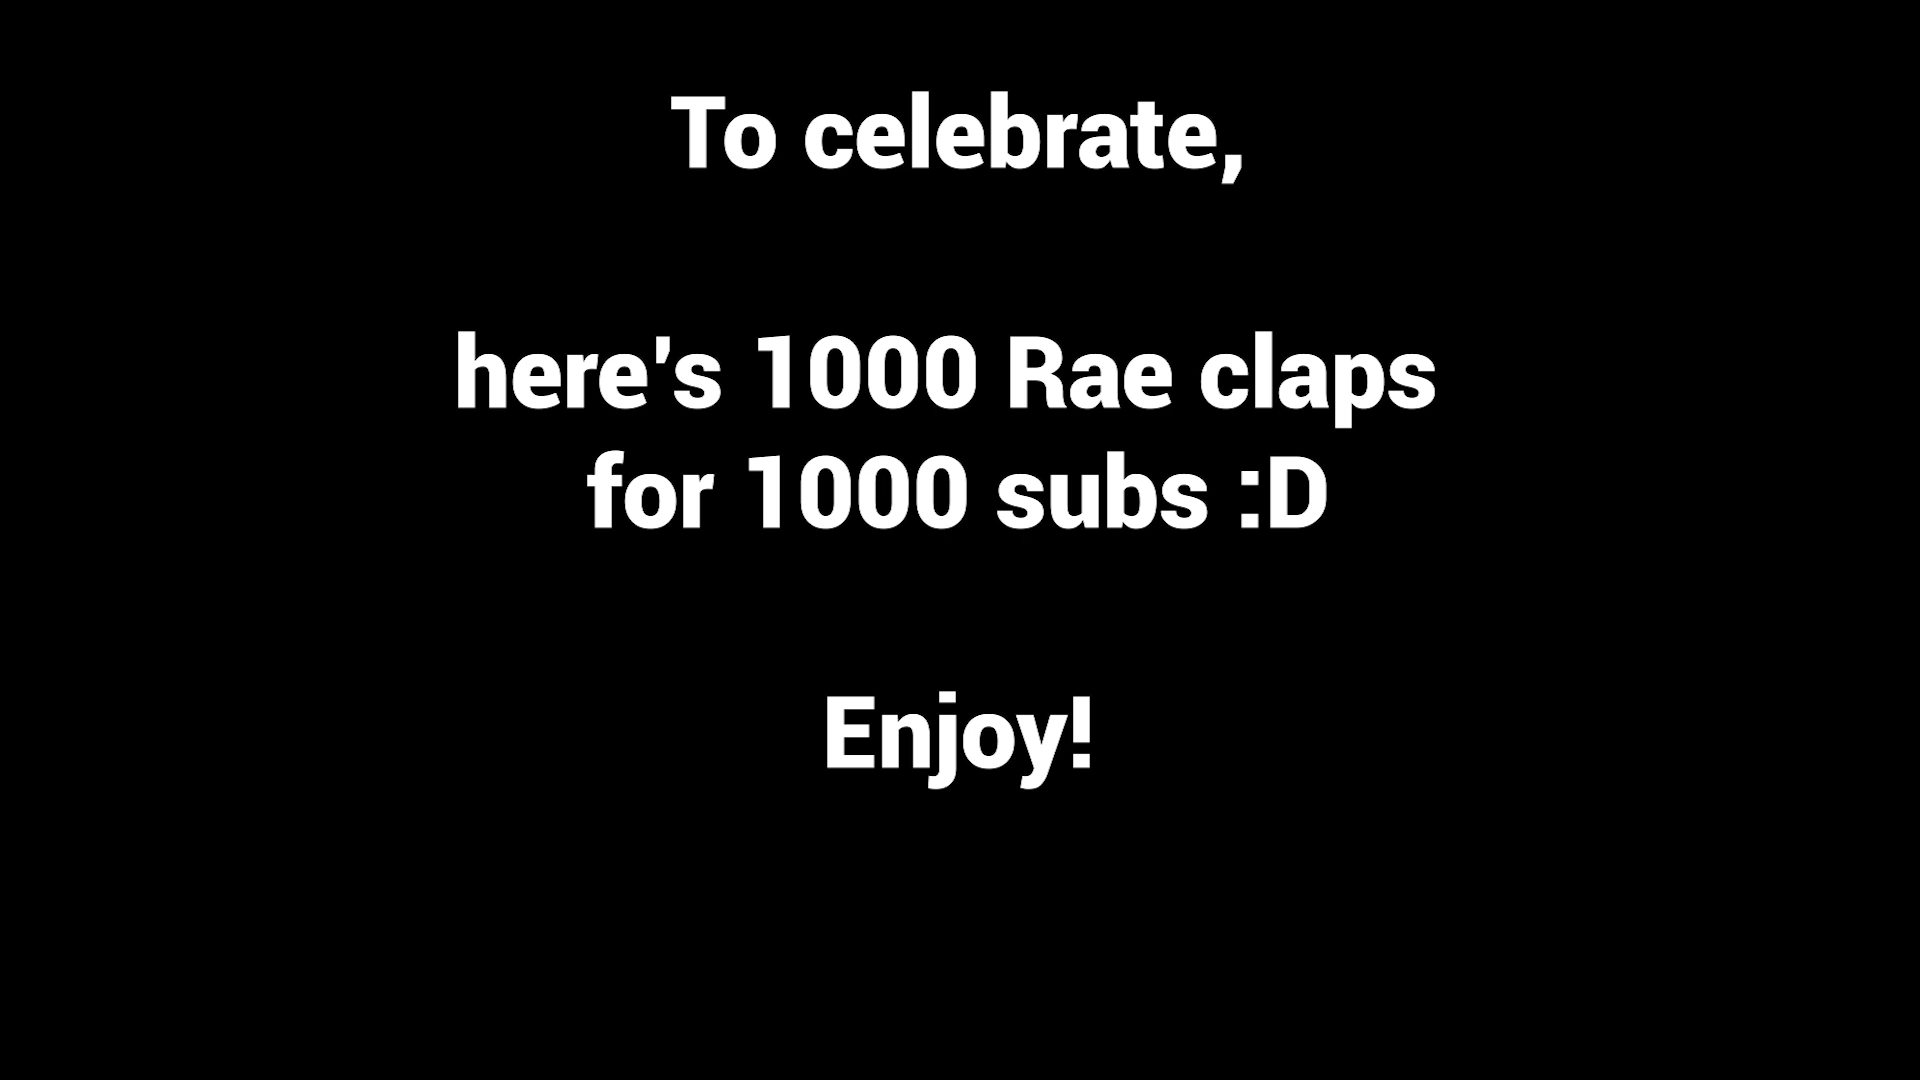 To celebrate,
here's 1000 Rae claps
for 1000 subs :D
Enjoy!